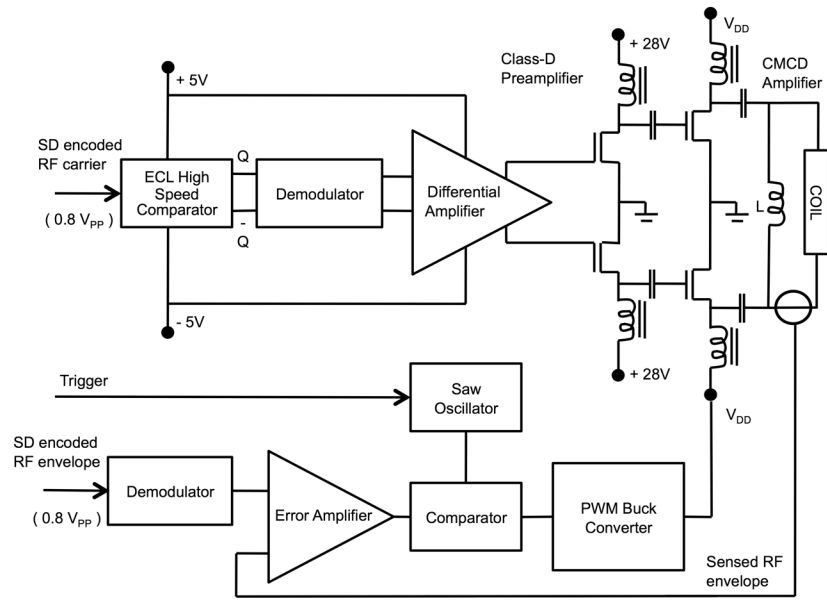 V_DD
+ 28V
Class-D
Preamplifier
CMCD
Amplifier
+ 5V
SD encoded
RF carrier
( 0.8 V_PP )
ECL High
Speed
Comparator
Q
-
Q
Demodulator
Differential
Amplifier
L
COIL
- 5V
+ 28V
V_DD
Trigger
Saw
Oscillator
SD encoded
RF envelope
( 0.8 V_PP )
Demodulator
Error Amplifier
Comparator
PWM Buck
Converter
Sensed RF
envelope